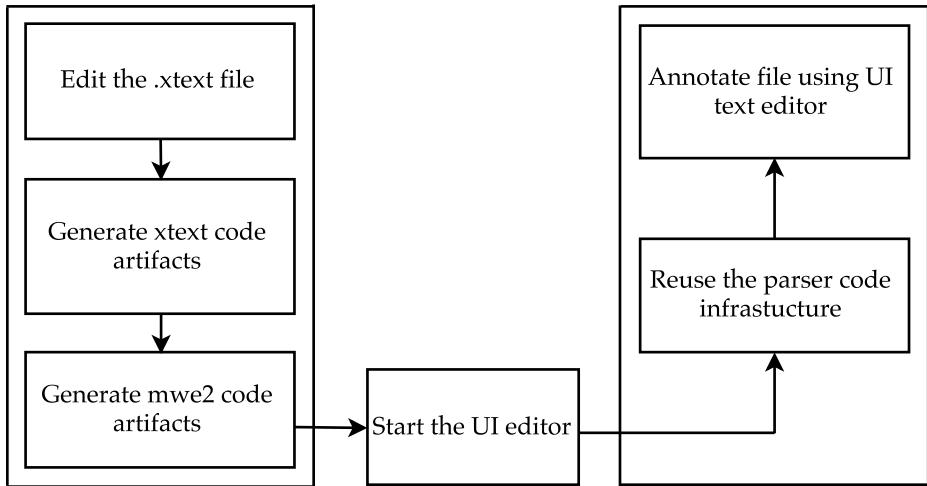 Edit the .xtext file
Generate xtext code
artifacts
Generate mwe2 code
artifacts
Start the UI editor
Reuse the parser code
infrastucture
Annotate file using UI
text editor